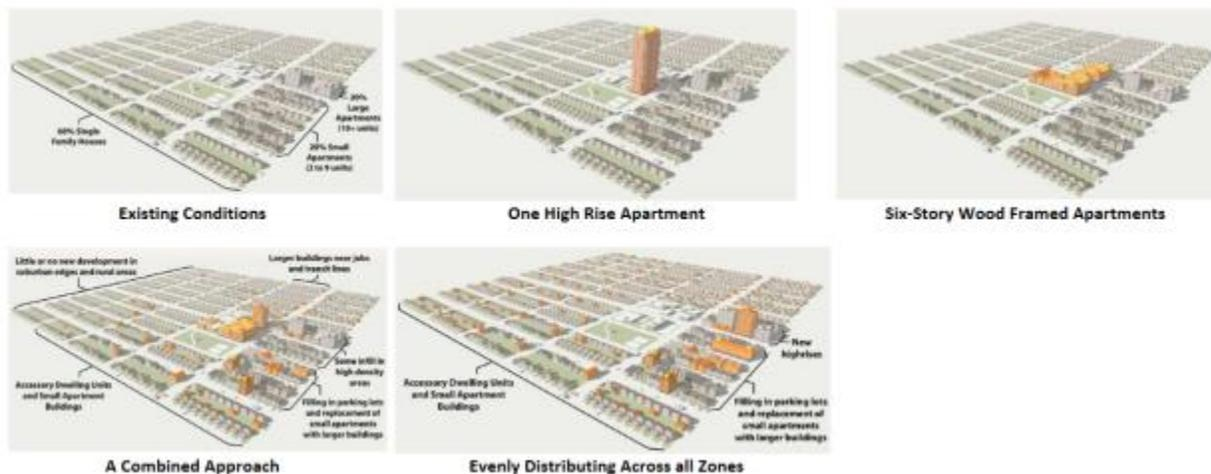 20%
Large
Apartments
(10+ units)
60% Single
Family Houses
20% Small
Apartments
(2 to 9 units)
Existing Conditions
One High Rise Apartment
Six-Story Wood Framed Apartments
Little or no new development in
suburban edges and rural areas
Larger buildings near jobs
and transit lines
Some infill in
high density
areas
Accessory Dwelling Units
and Small Apartment
Buildings
Filling in parking lots
and replacement of
small apartments
with larger buildings
A Combined Approach
New
highrises
Accessory Dwelling Units
and Small Apartment
Buildings
Filling in parking lots
and replacement of
small apartments
with larger buildings
Evenly Distributing Across all Zones